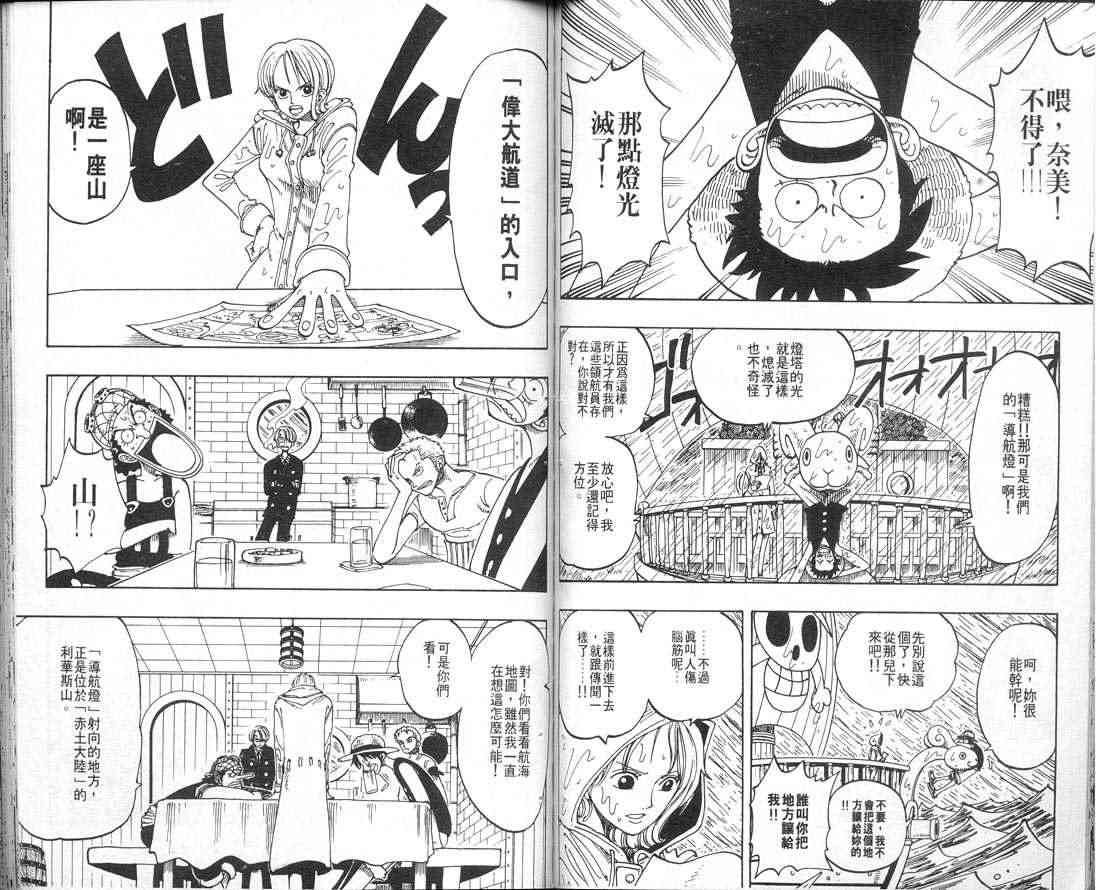 喂，奈美！
不得了!!!
那點燈光
滅了！
糟糕!!那可是我們
的「導航燈」啊！
燈塔的光
就是這樣
，熄滅了
也不奇怪
。
正因為這樣，
所以才有我們
這些領航員存
在，你說對不
對？
放心吧，我
至少還記得
方位。
呵，妳很
能幹呢！
先別說這
個了，快
從那兒下
來吧!!
不要，我不
會把這個地
方讓給妳的
!!
誰叫你把
地方讓給
我!!
……不過
眞叫人傷
腦筋呢…
這樣前進下去
，就跟傳聞一
樣了……!!
「偉大航道」的入口，
是一座山
啊！
どんっ
山？
山!!
對！你們看看航海
地圖，雖然我一直
在想這怎麼可能！
可是你們
看！
「導航燈」射向的地方，
正是位於「赤土大陸」的
利華斯山。